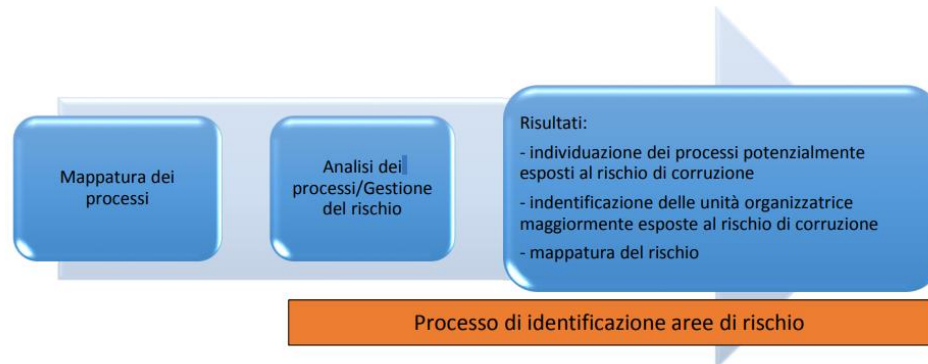 Mappatura dei
processi
Analisi dei
processi/Gestione
del rischio
Risultati:
- individuazione dei processi potenzialmente
esposti al rischio di corruzione
- indentificazione delle unità organizzatrice
maggiormente esposte al rischio di corruzione
- mappatura del rischio
Processo di identificazione aree di rischio